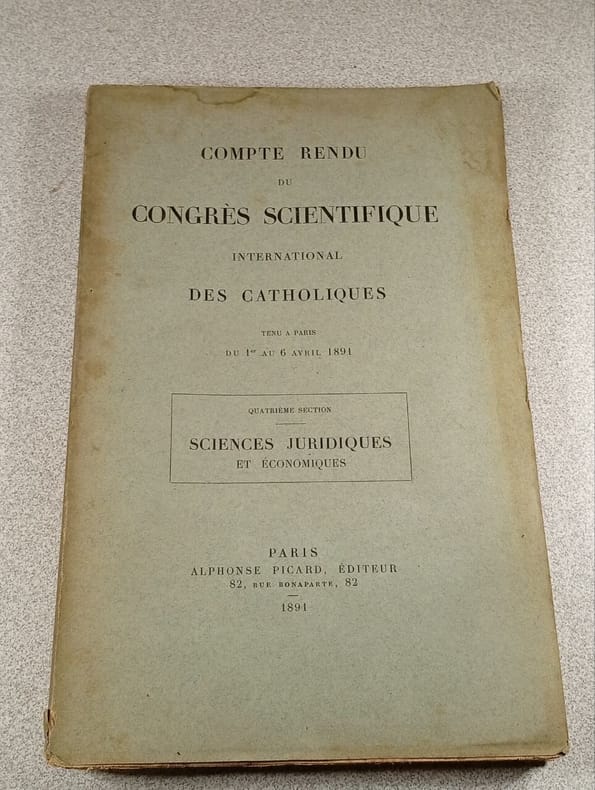 COMPTE RENDU
DU
CONGRÈS SCIENTIFIQUE
INTERNATIONAL
DES CATHOLIQUES
TENU A PARIS
DU 1er AU 6 AVRIL 1891
QUATRIÈME SECTION
SCIENCES JURIDIQUES
ET ÉCONOMIQUES
PARIS
ALPHONSE PICARD, ÉDITEUR
82, RUE BONAPARTE, 82
1891